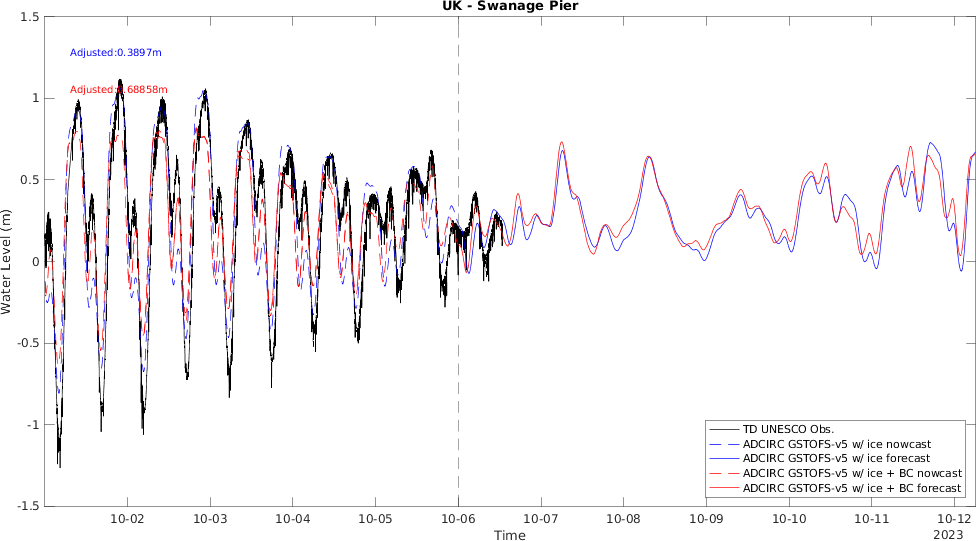 UK - Swanage Pier
1.5
Adjusted:0.3897m
Adjusted:0.68858m
1
0.5
0
-0.5
-1
-1.5
Water Level (m)
TD UNESCO Obs.
ADCIRC GSTOFS-v5 w/ ice nowcast
ADCIRC GSTOFS-v5 w/ ice forecast
ADCIRC GSTOFS-v5 w/ ice + BC nowcast
ADCIRC GSTOFS-v5 w/ ice + BC forecast
10-02 10-03 10-04 10-05 10-06 10-07 10-08 10-09 10-10 10-11 10-12
Time
2023